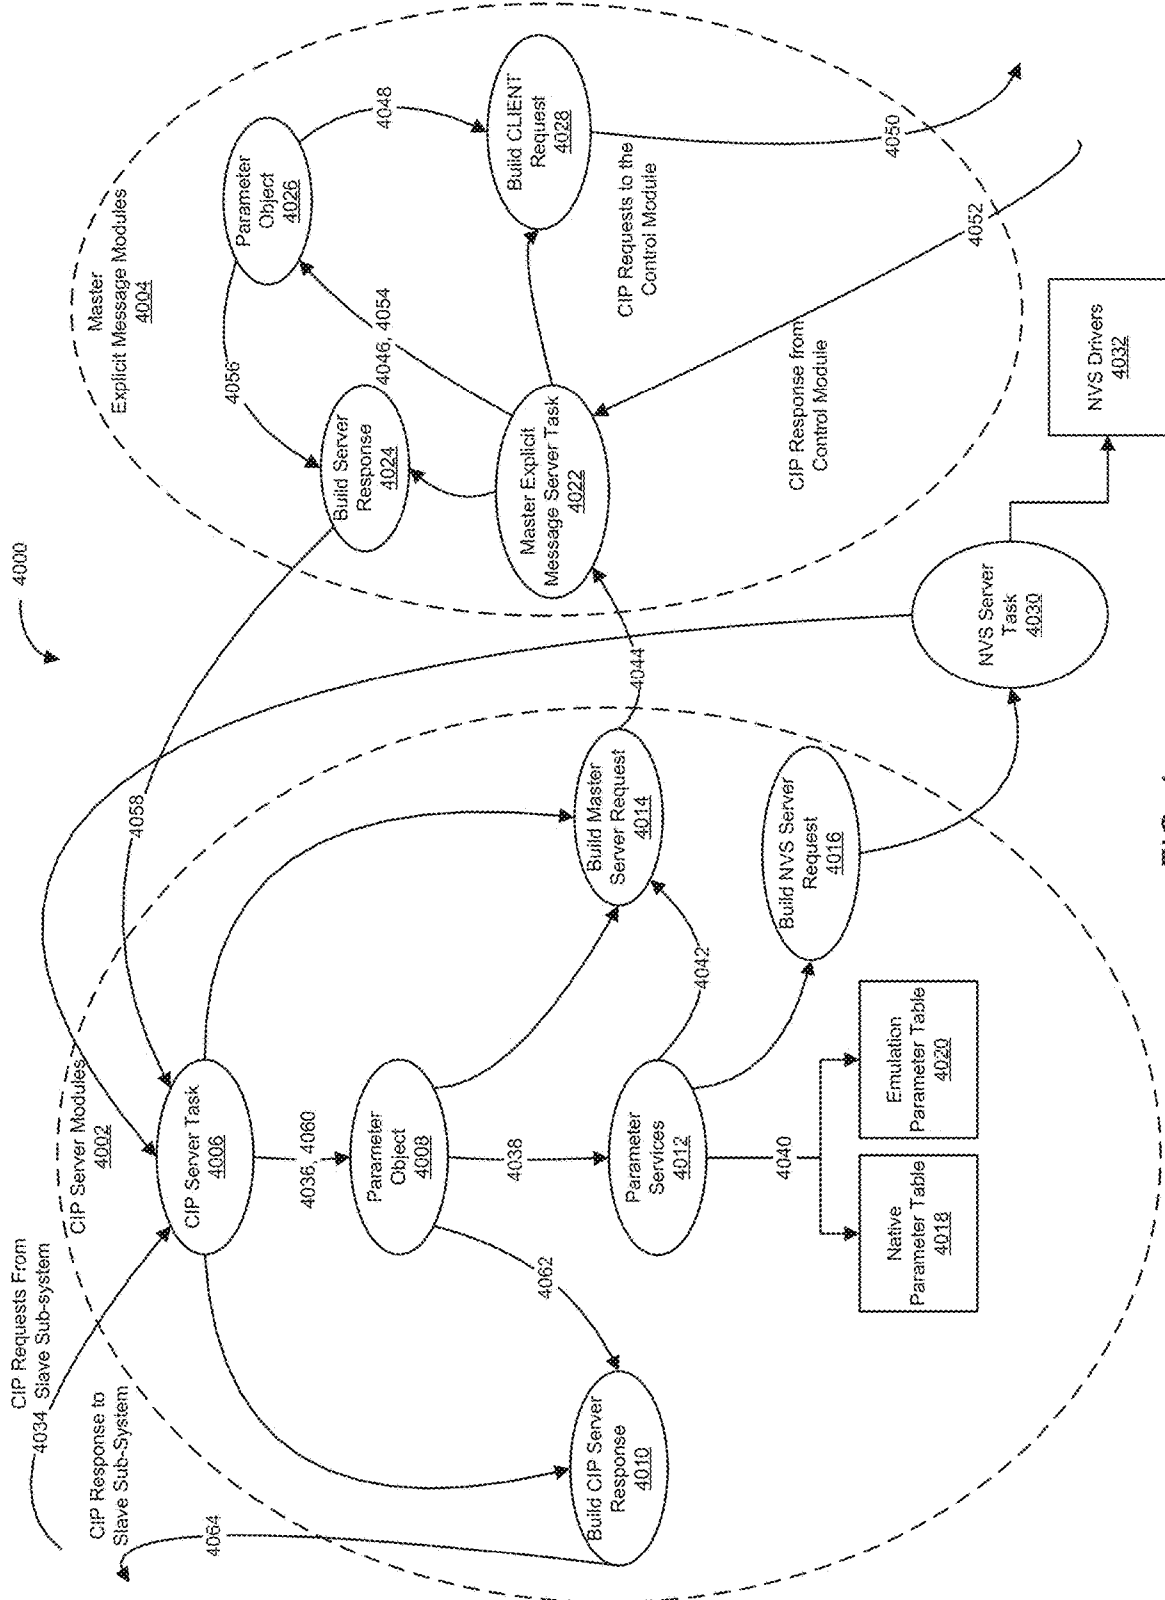 4000
CIP Requests From
Slave Sub-system
4034
CIP Response to
Slave Sub-System
4064
CIP Server Modules
4002
CIP Server Task
4006
4036, 4060
Parameter
Object
4008
4038
4062
Build CIP Server
Response
4010
Parameter
Services
4012
4040
Native
Parameter Table
4018
Emulation
Parameter Table
4020
4042
Build Master
Server Request
4014
Build NVS Server
Request
4016
4044
4058
Master
Explicit Message Modules
4004
Parameter
Object
4026
4048
4056
4046, 4054
Build Server
Response
4024
Build CLIENT
Request
4028
Master Explicit
Message Server Task
4022
CIP Requests to the
Control Module
4050
CIP Response from
Control Module
4052
NVS Server
Task
4030
NVS Drivers
4032